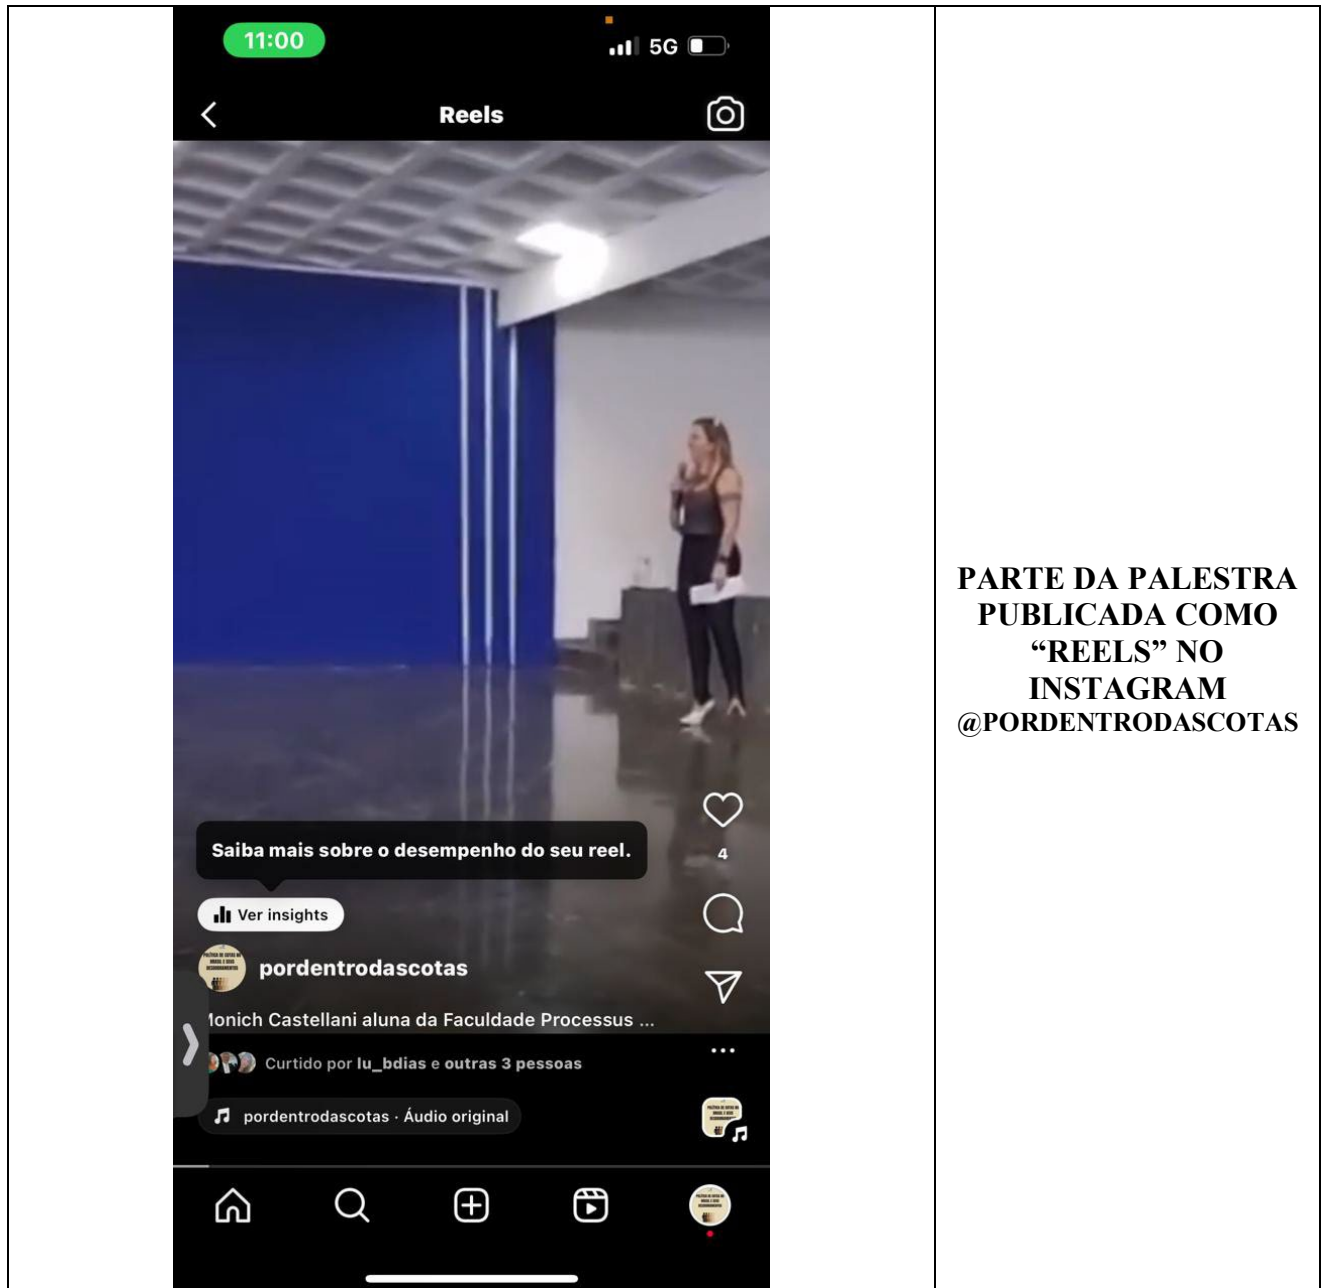 11:00
5G
Reels
Saiba mais sobre o desempenho do seu reel.
4
Ver insights
pordentrodascotas
Monich Castellani aluna da Faculdade Processus ...
Curtido por lu_bdias e outras 3 pessoas
pordentrodascotas · Áudio original
PARTE DA PALESTRA
PUBLICADA COMO
“REELS” NO
INSTAGRAM
@PORDENTRODASCOTAS